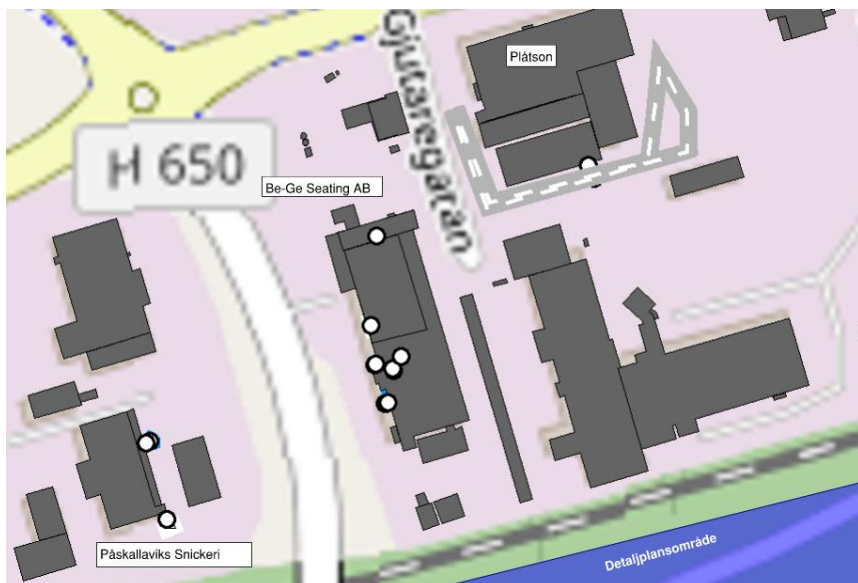 Plåtson
Gjutaregatan
H 650
Be-Ge Seating AB
Påskallaviks Snickeri
Detaljplansområde